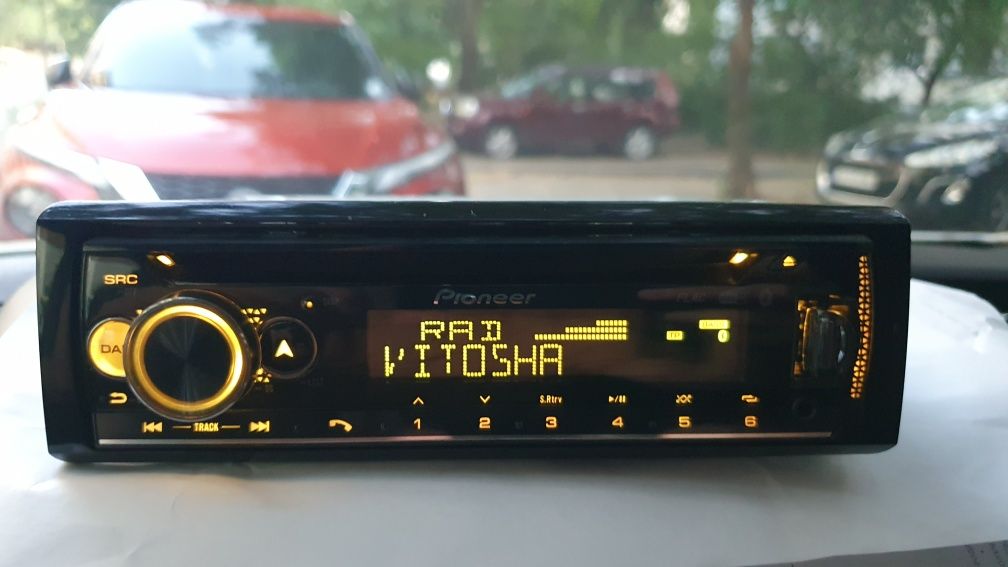 SRC
Pioneer
RAD
VITOSHA
TRACK
S.Rtrv
1 2 3 4 5 6